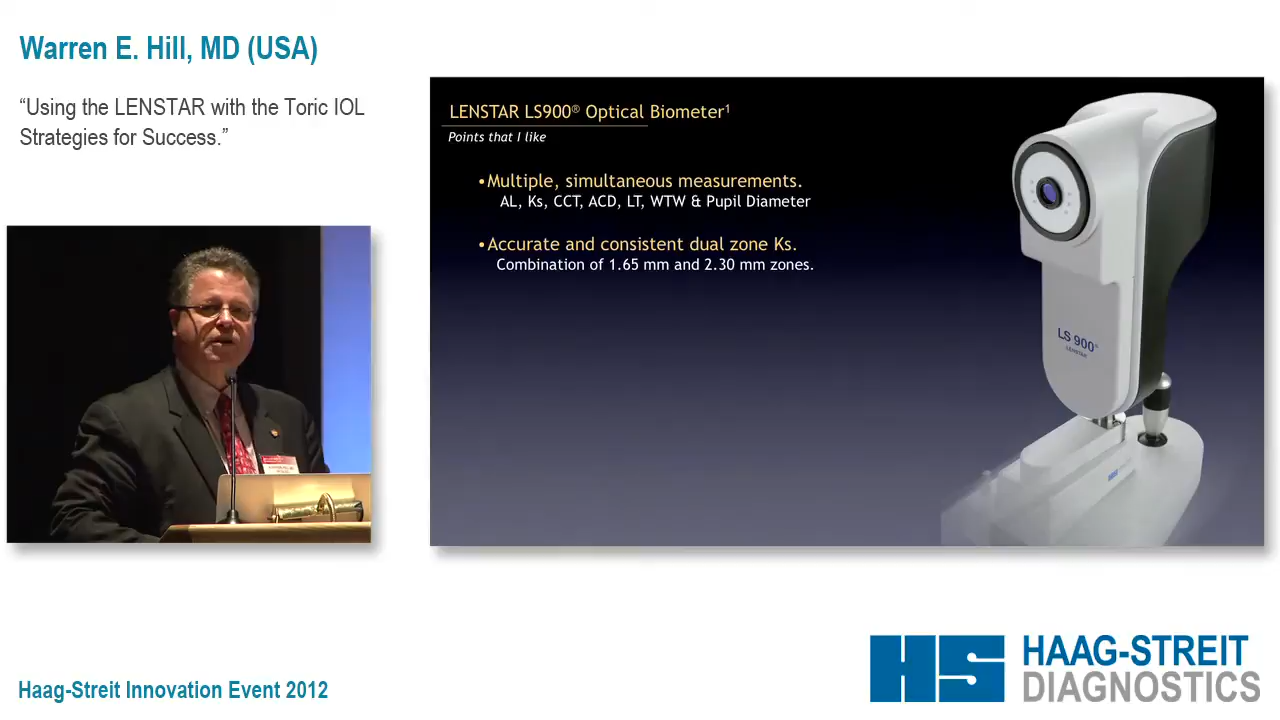 Warren E. Hill, MD (USA)
“Using the LENSTAR with the Toric IOL
Strategies for Success.”
LENSTAR LS900® Optical Biometer¹
Points that I like
•Multiple, simultaneous measurements.
AL, Ks, CCT, ACD, LT, WTW & Pupil Diameter
•Accurate and consistent dual zone Ks.
Combination of 1.65 mm and 2.30 mm zones.
LS 900®
LENSTAR
Haag-Streit Innovation Event 2012
HS
HAAG-STREIT
DIAGNOSTICS